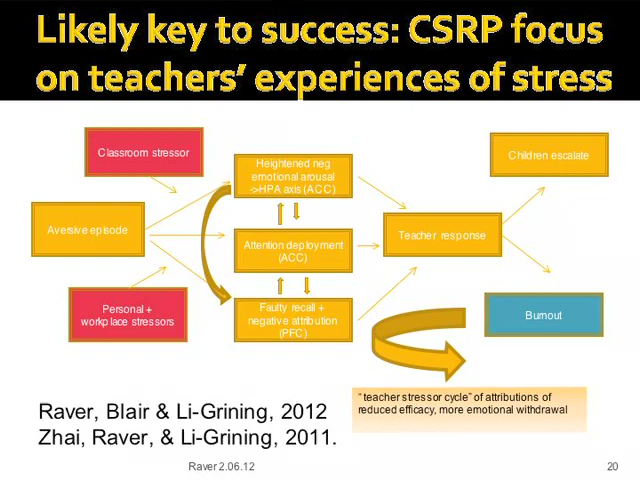 Likely key to success: CSRP focus
on teachers' experiences of stress
Classroom stressor
Children escalate
Heightened neg
emotional arousal
->HPA axis (ACC)
Aversive episode
Attention deployment
(ACC)
Teacher response
Personal +
workplace stressors
Faulty recall +
negative attribution
(PFC)
Burnout
"teacher stressor cycle" of attributions of
reduced efficacy, more emotional withdrawal
Raver, Blair & Li-Grining, 2012
Zhai, Raver, & Li-Grining, 2011.
Raver 2.06.12
20